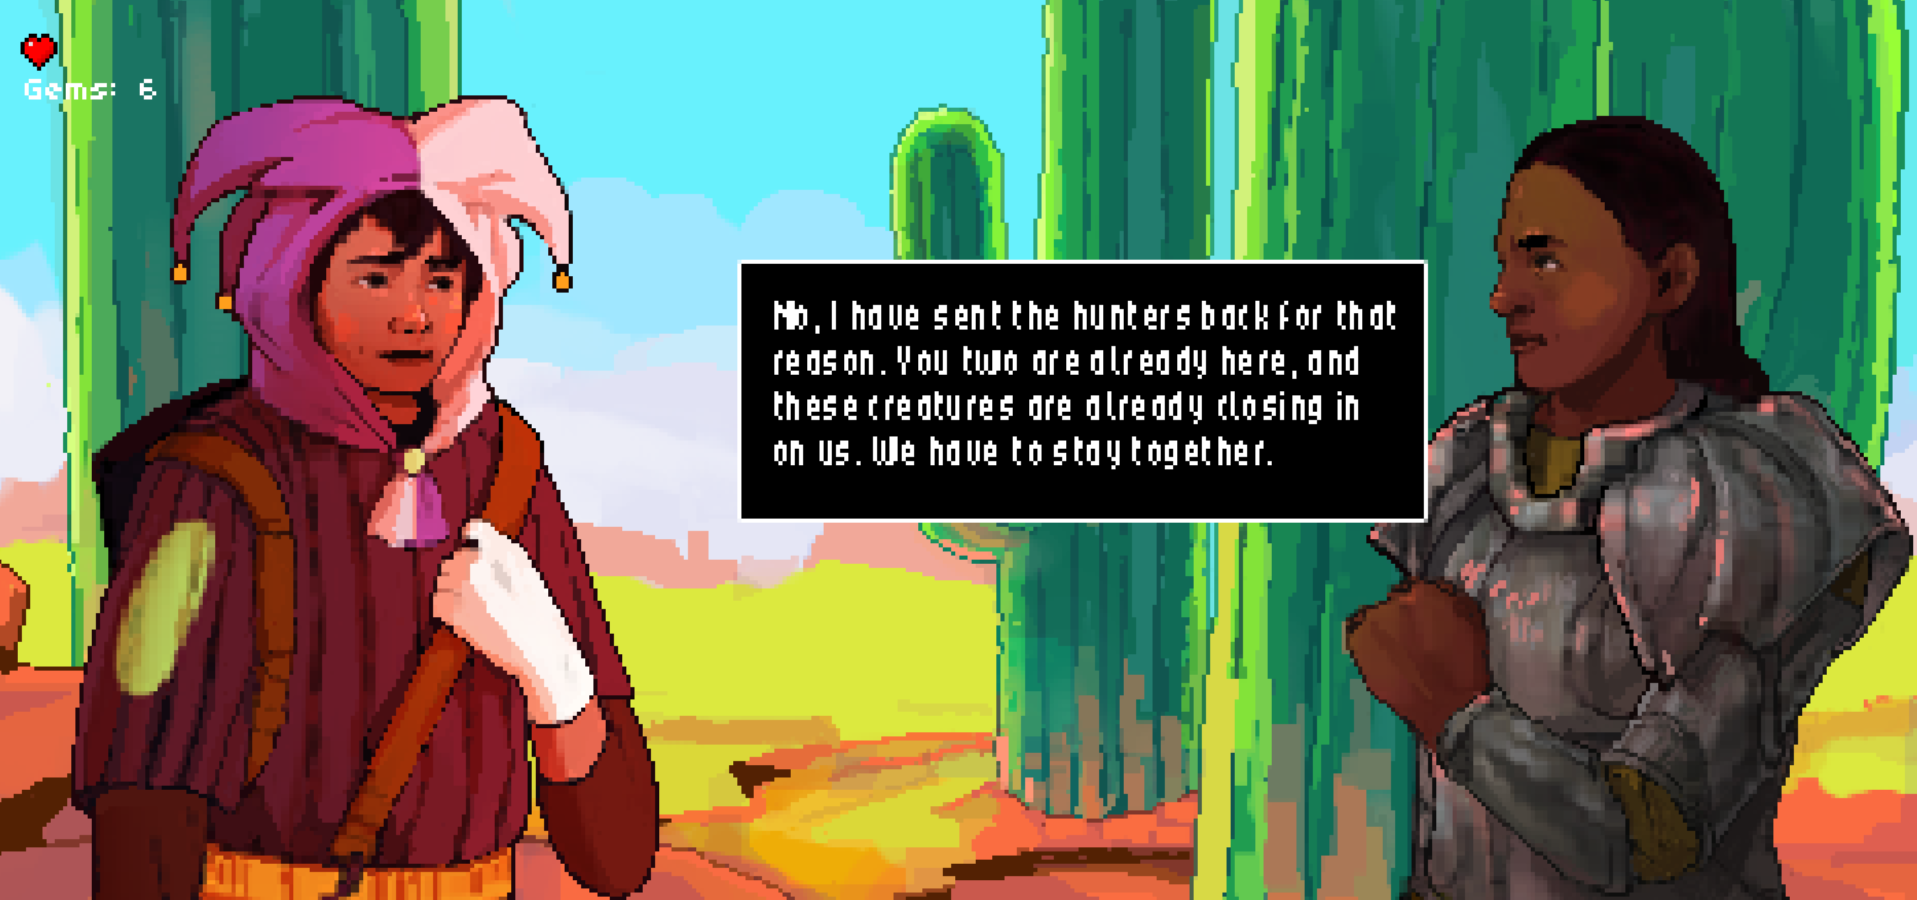 Gems: 6
No, I have sent the hunters back for that
reason. You two are already here, and
these creatures are already closing in
on us. We have to stay together.